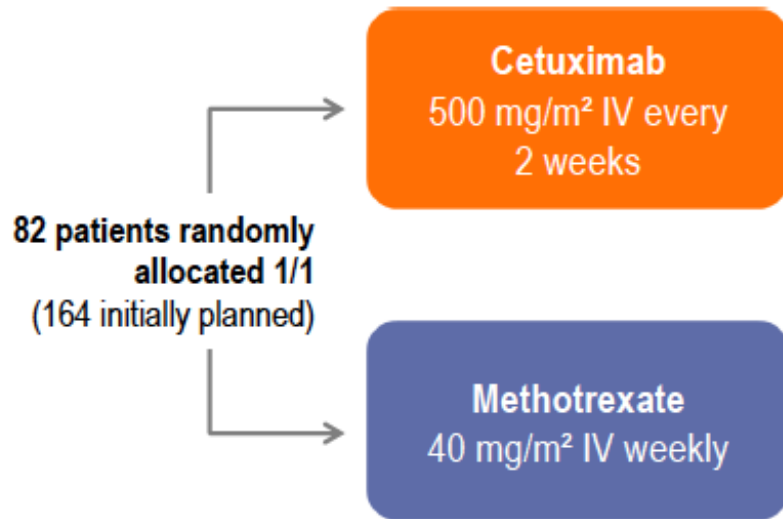 Cetuximab
500 mg/m² IV every
2 weeks
82 patients randomly
allocated 1/1
(164 initially planned)
Methotrexate
40 mg/m² IV weekly